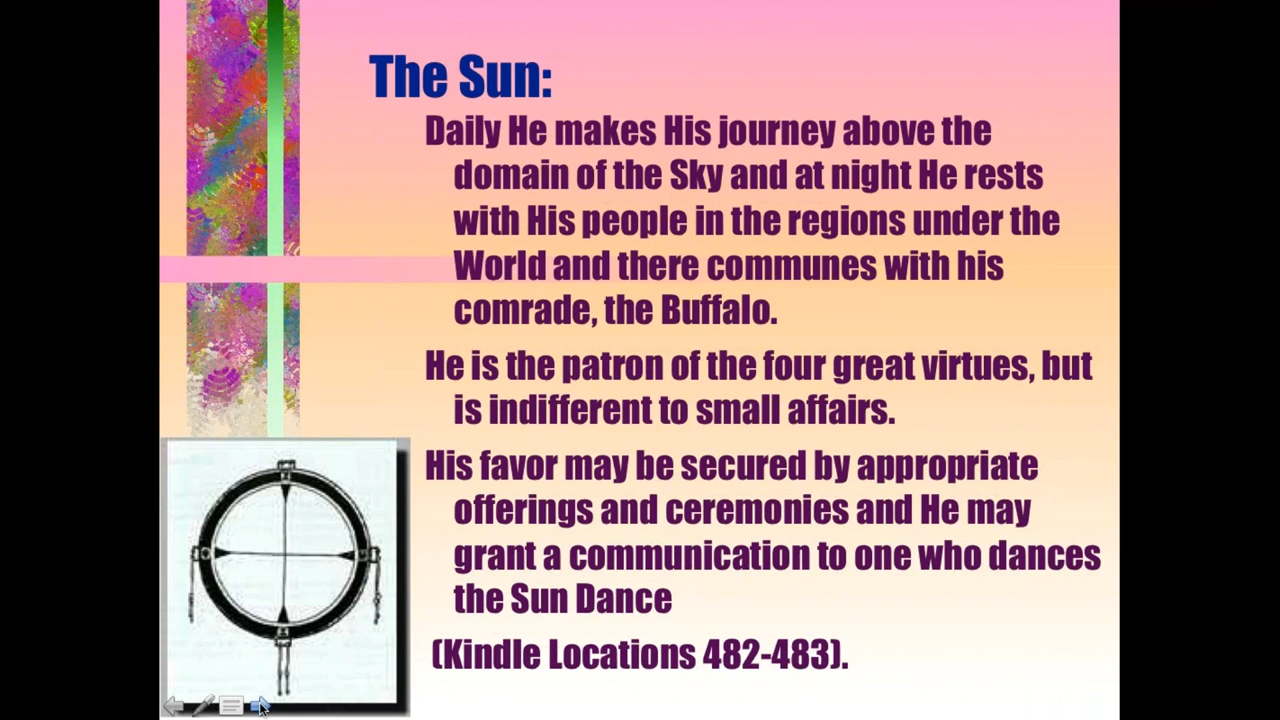 The Sun:
Daily He makes His journey above the
domain of the Sky and at night He rests
with His people in the regions under the
World and there communes with his
comrade, the Buffalo.
He is the patron of the four great virtues, but
is indifferent to small affairs.
His favor may be secured by appropriate
offerings and ceremonies and He may
grant a communication to one who dances
the Sun Dance
(Kindle Locations 482-483).